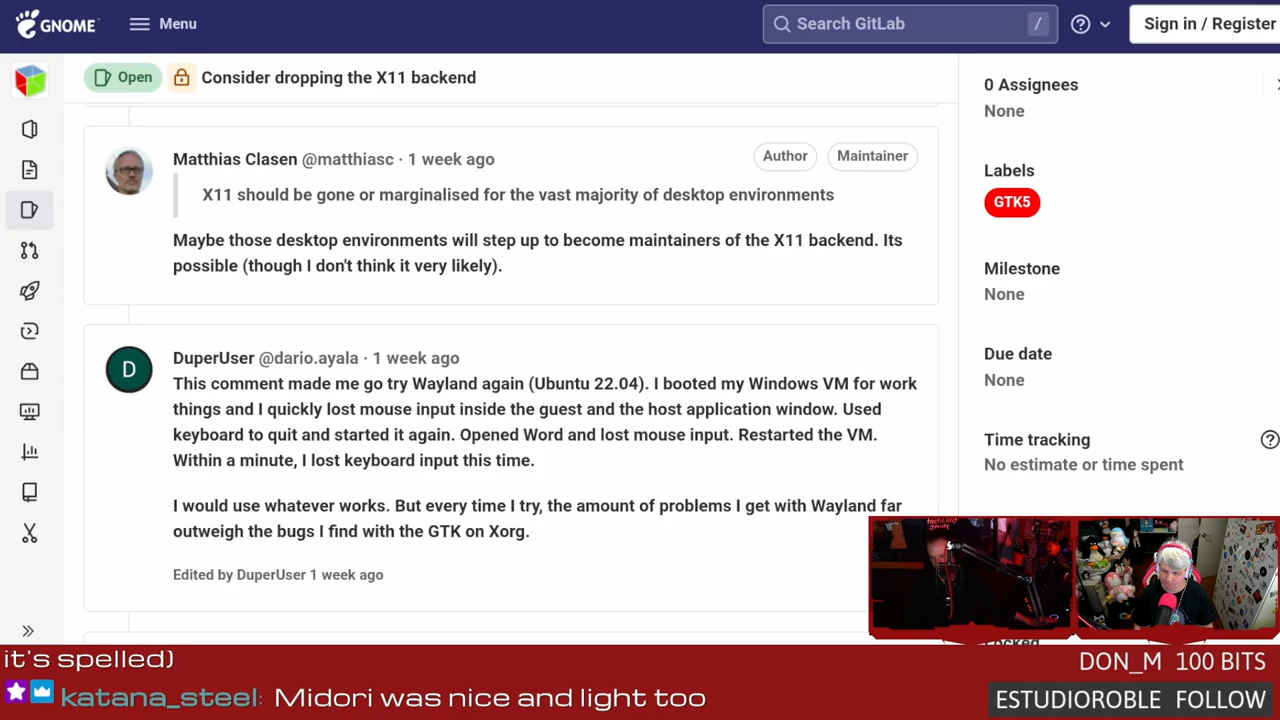 GNOME
Menu
Search GitLab
/
Sign in / Register
Open
Consider dropping the X11 backend
Matthias Clasen @matthiasc · 1 week ago
Author
Maintainer
X11 should be gone or marginalised for the vast majority of desktop environments
Maybe those desktop environments will step up to become maintainers of the X11 backend. Its
possible (though I don't think it very likely).
D
DuperUser @dario.ayala · 1 week ago
This comment made me go try Wayland again (Ubuntu 22.04). I booted my Windows VM for work
things and I quickly lost mouse input inside the guest and the host application window. Used
keyboard to quit and started it again. Opened Word and lost mouse input. Restarted the VM.
Within a minute, I lost keyboard input this time.
I would use whatever works. But every time I try, the amount of problems I get with Wayland far
outweigh the bugs I find with the GTK on Xorg.
Edited by DuperUser 1 week ago
0 Assignees
None
Labels
GTK5
Milestone
None
Due date
None
Time tracking
No estimate or time spent
it's spelled)
katana_steel: Midori was nice and light too
DON_M 100 BITS
ESTUDIOROBLE FOLLOW